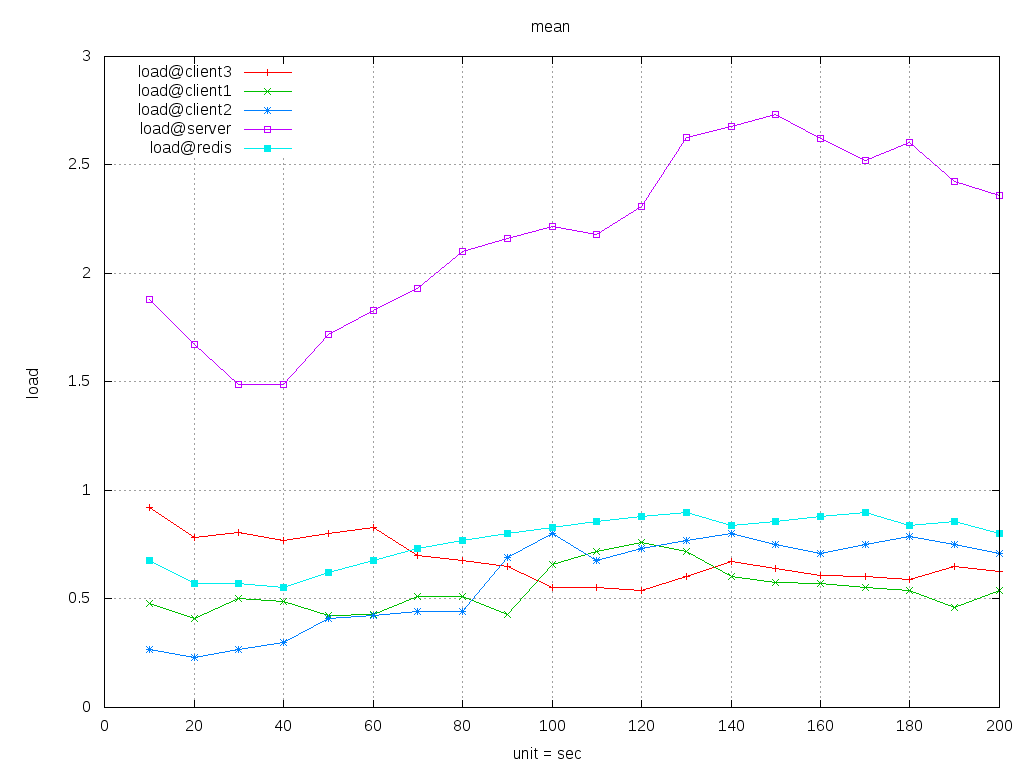 mean
3
2.5
2
1.5
1
0.5
0
load
load@client3
load@client1
load@client2
load@server
load@redis
0 20 40 60 80 100 120 140 160 180 200
unit = sec